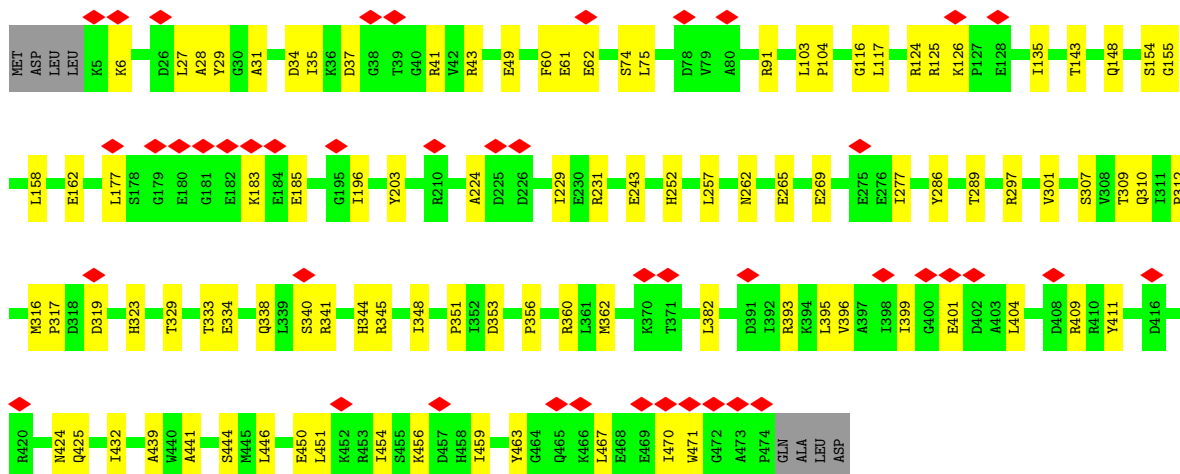 MET ASP LEU LEU K5 K6 D26 L27 A28 Y29 G30 A31 D34 I35 K36 D37 G38 T39 G40 R41 V42 R43 E49 F60 E61 E62 S74 L75 D78 V79 A80 R91 L103 P104 G116 L117 R124 R125 K126 P127 E128 I135 T143 Q148 S154 G155
L158 E162 L177 S178 G179 E180 G181 E182 K183 E184 E185 G195 I196 Y203 R210 A224 D225 D226 I229 E230 R231 E243 H252 L257 N262 E265 E269 E275 E276 I277 Y286 T289 R297 V301 S307 V308 T309 Q310 I311
M316 P317 D318 D319 H323 T329 T333 E334 Q338 L339 S340 R341 H344 R345 I348 P351 I352 D353 P356 R360 L361 M362 K370 T371 L382 D391 I392 R393 K394 L395 V396 A397 I398 I399 G400 E401 D402 A403 L404 D408 R409 R410 Y411 D416
R420 N424 Q425 I432 A439 W440 A441 S444 M445 L446 E450 L451 K452 R453 I454 S455 K456 D457 H458 I459 Y463 G464 Q465 K466 L467 E468 E469 I470 W471 G472 A473 P474 GLN ALA LEU ASP